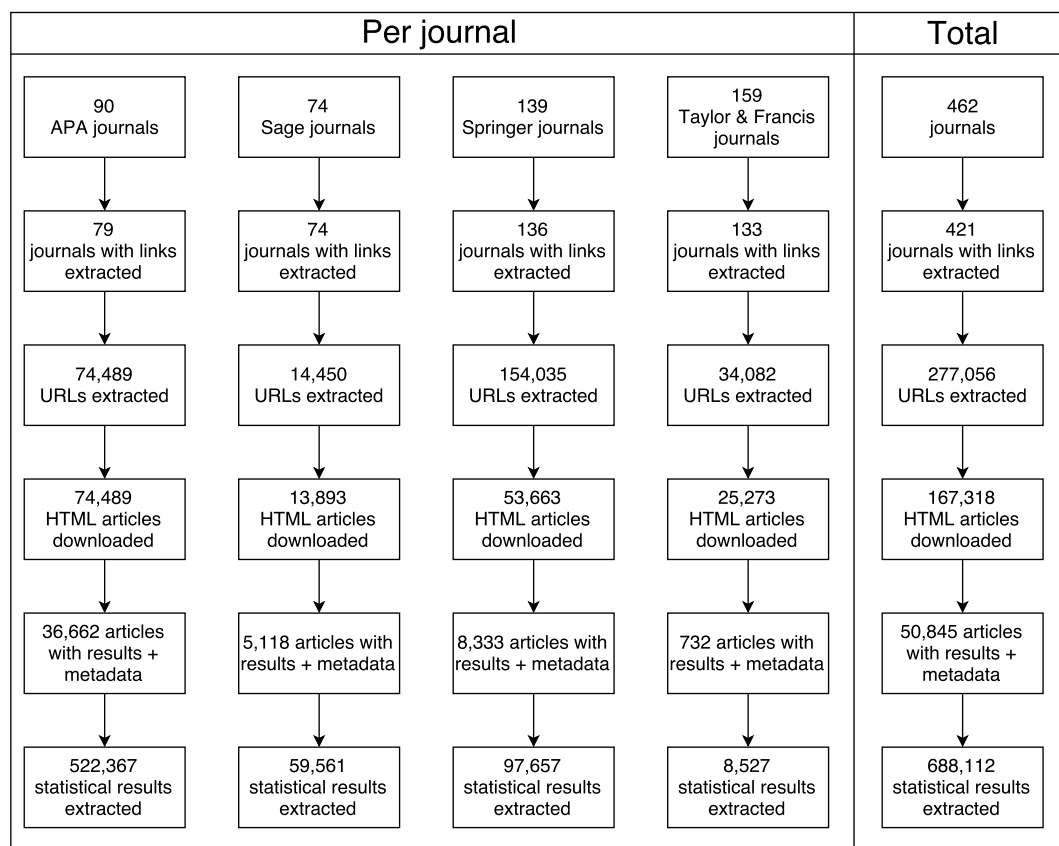 Per journal
Total
90
APA journals
74
Sage journals
139
Springer journals
159
Taylor & Francis
journals
462
journals
79
journals with links
extracted
74
journals with links
extracted
136
journals with links
extracted
133
journals with links
extracted
421
journals with links
extracted
74,489
URLs extracted
14,450
URLs extracted
154,035
URLs extracted
34,082
URLs extracted
277,056
URLs extracted
74,489
HTML articles
downloaded
13,893
HTML articles
downloaded
53,663
HTML articles
downloaded
25,273
HTML articles
downloaded
167,318
HTML articles
downloaded
36,662 articles
with results +
metadata
5,118 articles with
results + metadata
8,333 articles with
results + metadata
732 articles with
results + metadata
50,845 articles
with results +
metadata
522,367
statistical results
extracted
59,561
statistical results
extracted
97,657
statistical results
extracted
8,527
statistical results
extracted
688,112
statistical results
extracted